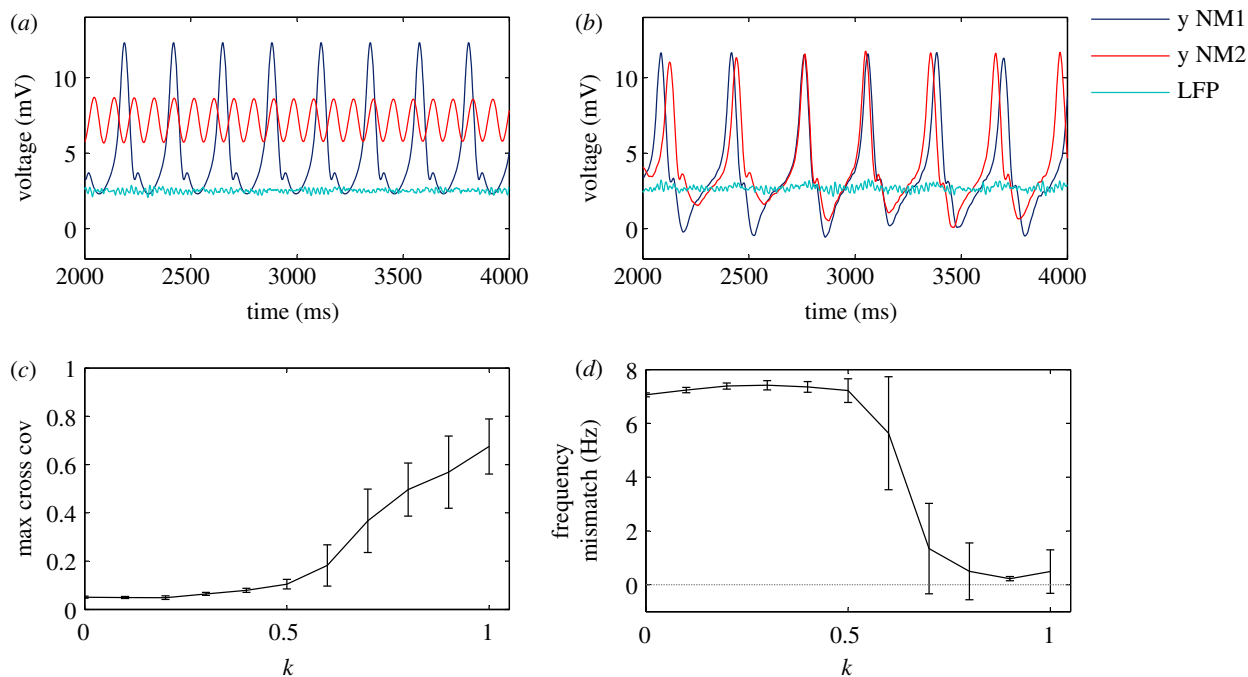 (a)
voltage (mV)
10
5
0
2000 2500 3000 3500 4000
time (ms)
(b)
voltage (mV)
10
5
0
2000 2500 3000 3500 4000
time (ms)
y NM1
y NM2
LFP
(c)
max cross cov
1
0.8
0.6
0.4
0.2
0
0 0.5 1
k
(d)
frequency
mismatch (Hz)
8
6
4
2
0
0 0.5 1
k